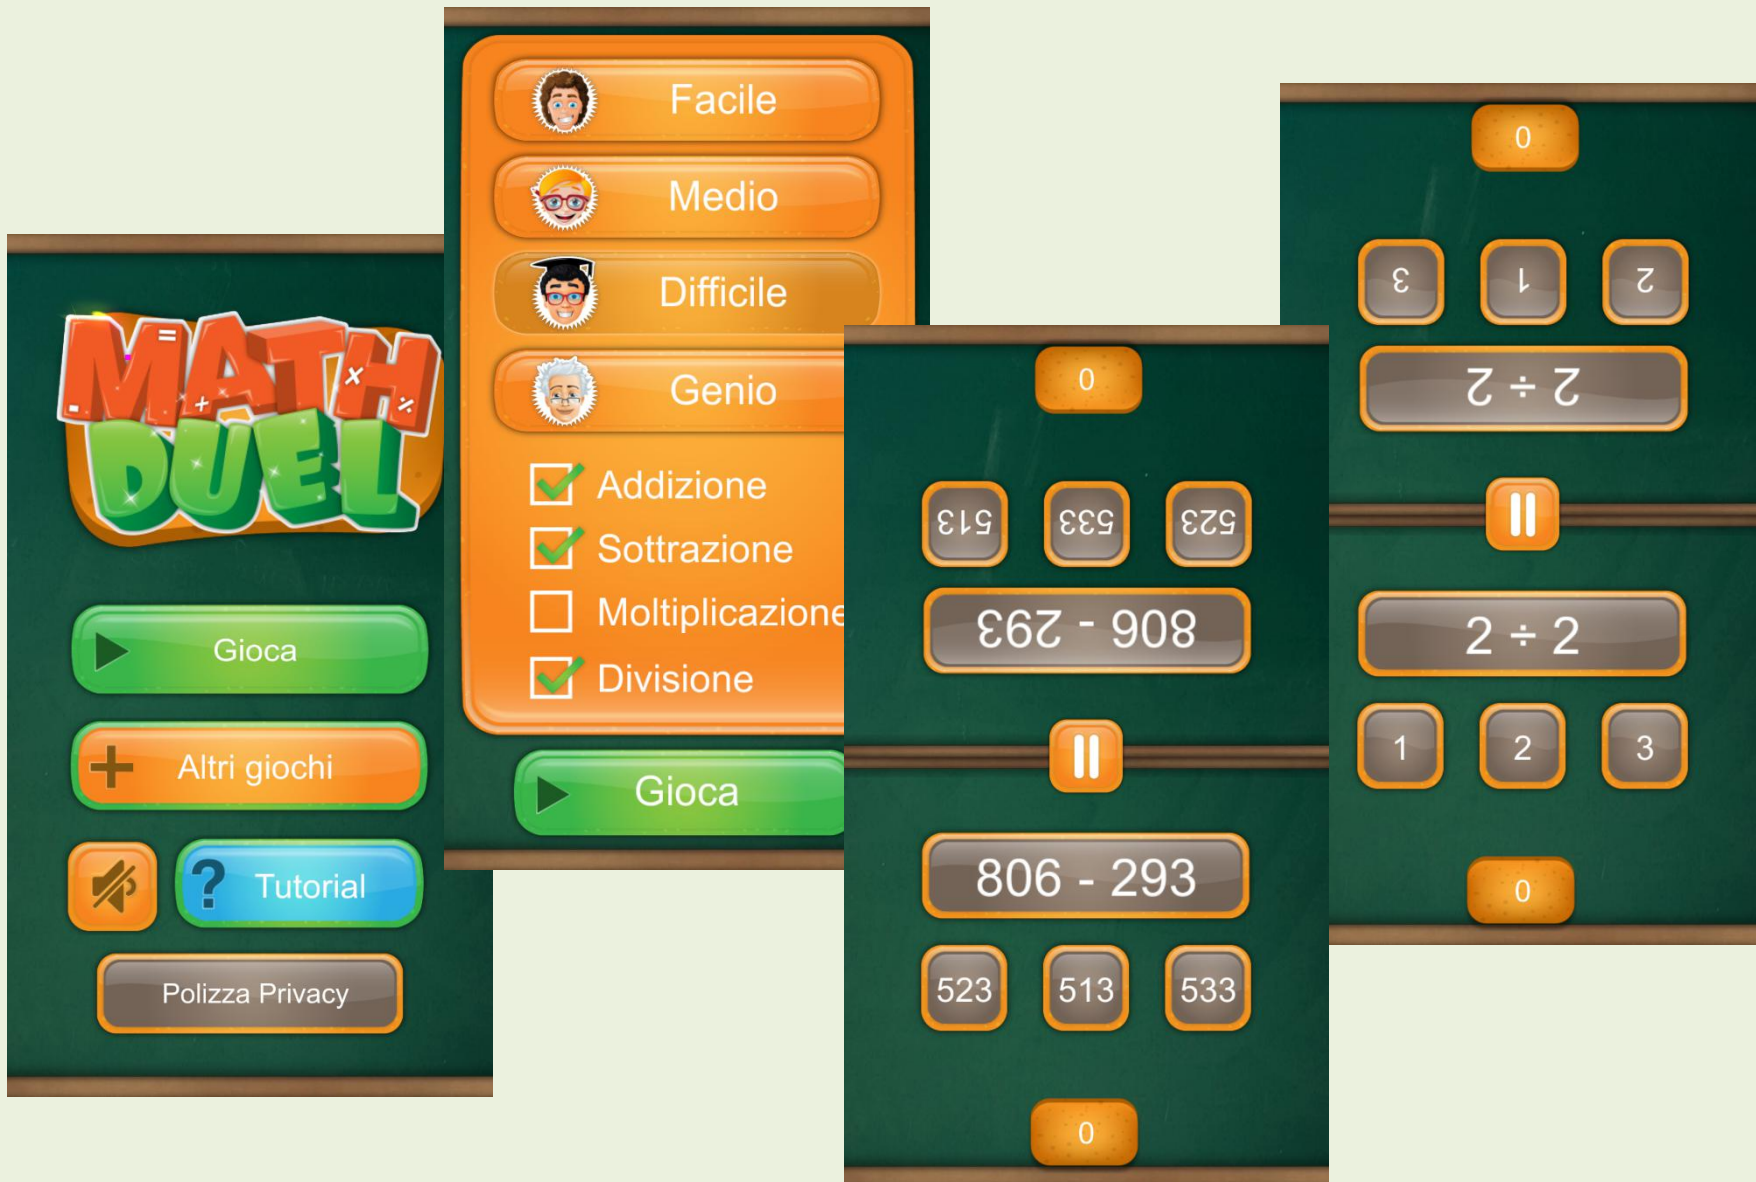 MATH
DUEL
Gioca
Altri giochi
? Tutorial
Polizza Privacy
Facile
Medio
Difficile
Genio
Addizione
Sottrazione
Moltiplicazione
Divisione
Gioca
0
513 533 523
806 - 293
806 - 293
523 513 533
0
0
3 1 2
2 ÷ 2
2 ÷ 2
1 2 3
0